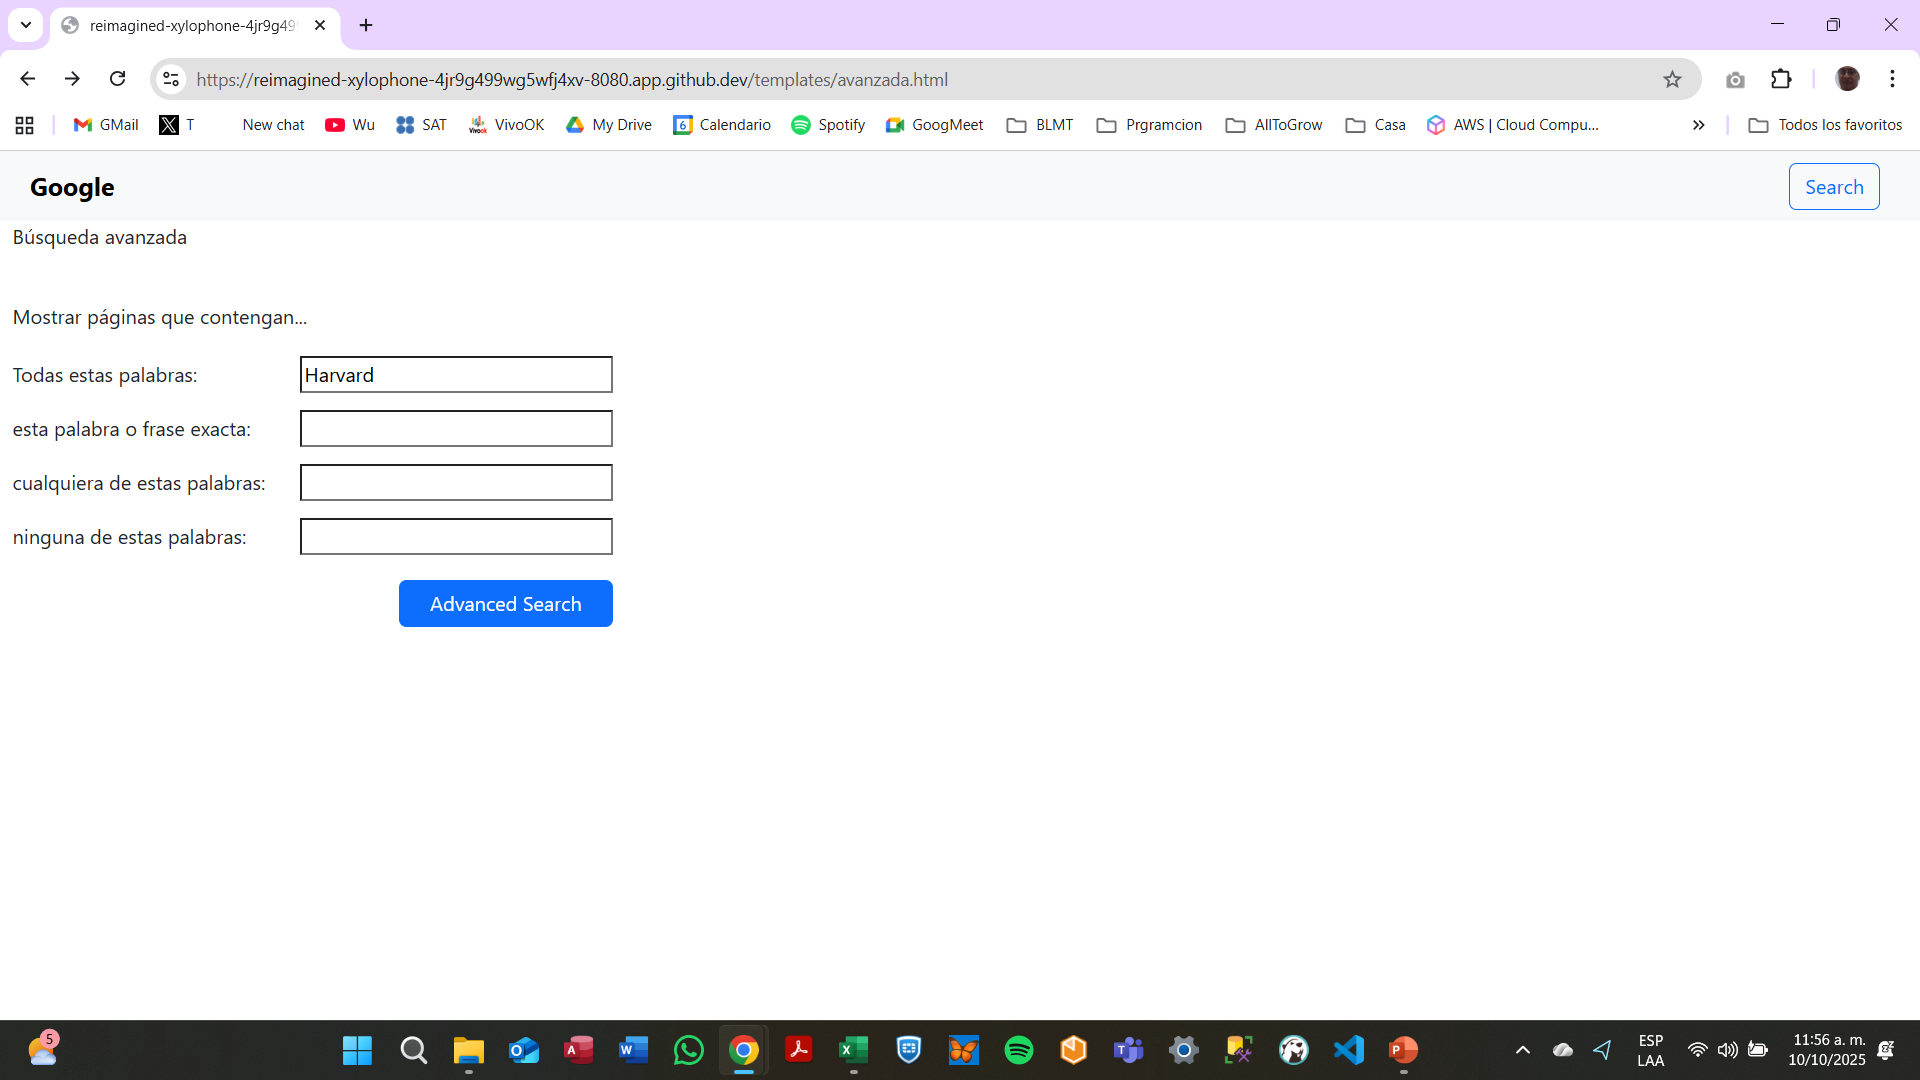 reimagined-xylophone-4jr9g49
https://reimagined-xylophone-4jr9g499wg5wfj4xv-8080.app.github.dev/templates/avanzada.html
GMail T New chat Wu SAT VivoOK My Drive Calendario Spotify GoogMeet BLMT Prgramcion AllToGrow Casa AWS | Cloud Compu... » Todos los favoritos
Google Search
Búsqueda avanzada
Mostrar páginas que contengan...
Todas estas palabras: Harvard
esta palabra o frase exacta:
cualquiera de estas palabras:
ninguna de estas palabras:
Advanced Search
5
ESP
LAA
11:56 a. m.
10/10/2025